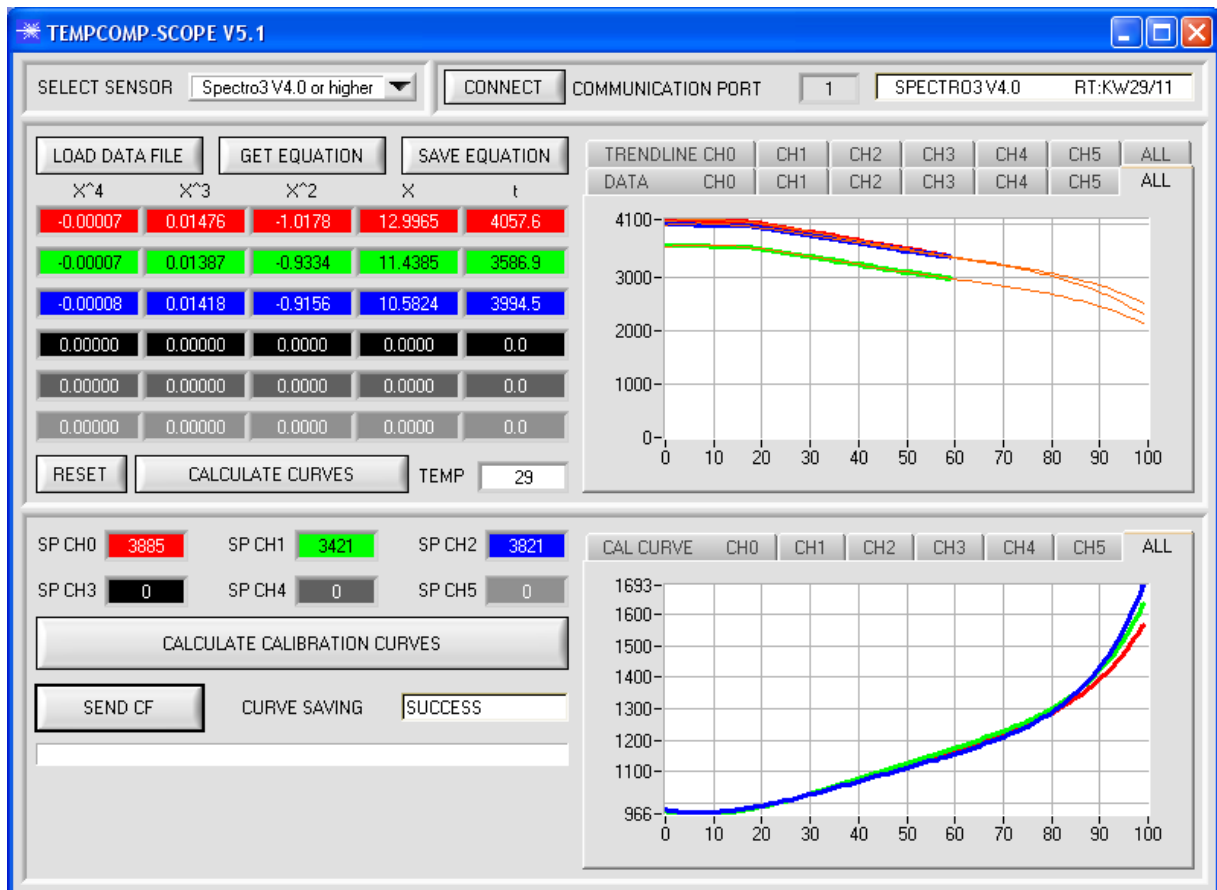 TEMPCOMP-SCOPE V5.1
SELECT SENSOR Spectro3 V4.0 or higher CONNECT COMMUNICATION PORT 1 SPECTRO3 V4.0 RT:KW29/11
LOAD DATA FILE GET EQUATION SAVE EQUATION
X^4 X^3 X^2 X t
-0.00007 0.01476 -1.0178 12.9965 4057.6
-0.00007 0.01387 -0.9334 11.4385 3586.9
-0.00008 0.01418 -0.9156 10.5824 3994.5
0.00000 0.00000 0.0000 0.0000 0.0
0.00000 0.00000 0.0000 0.0000 0.0
0.00000 0.00000 0.0000 0.0000 0.0
RESET CALCULATE CURVES TEMP 29
TRENDLINE CH0 CH1 CH2 CH3 CH4 CH5 ALL
DATA CH0 CH1 CH2 CH3 CH4 CH5 ALL
4100
3000
2000
1000
0
0 10 20 30 40 50 60 70 80 90 100
SP CH0 3885 SP CH1 3421 SP CH2 3821
SP CH3 0 SP CH4 0 SP CH5 0
CALCULATE CALIBRATION CURVES
SEND CF CURVE SAVING SUCCESS
CAL CURVE CH0 CH1 CH2 CH3 CH4 CH5 ALL
1693
1600
1500
1400
1300
1200
1100
966
0 10 20 30 40 50 60 70 80 90 100